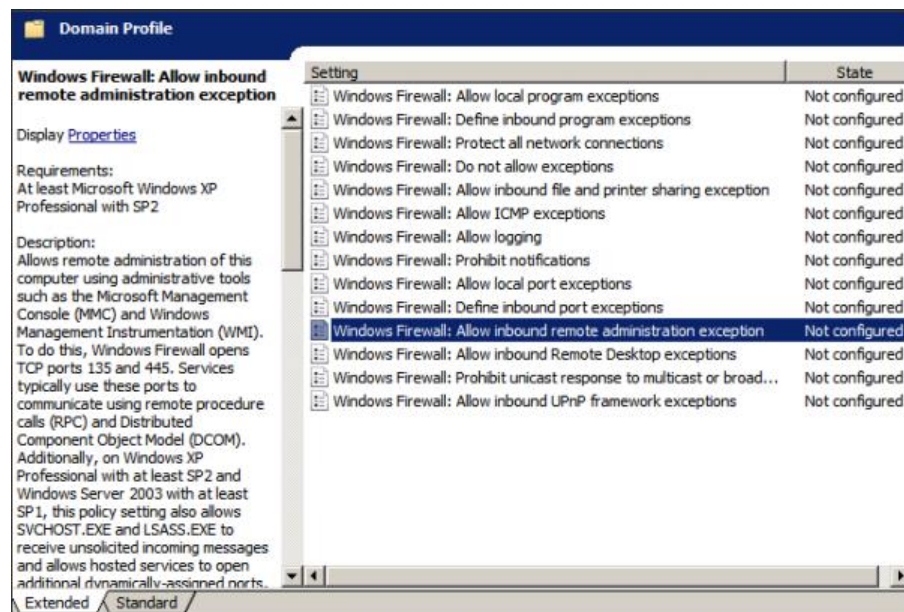 Domain Profile
Windows Firewall: Allow inbound
remote administration exception
Display Properties
Requirements:
At least Microsoft Windows XP
Professional with SP2
Description:
Allows remote administration of this
computer using administrative tools
such as the Microsoft Management
Console (MMC) and Windows
Management Instrumentation (WMI).
To do this, Windows Firewall opens
TCP ports 135 and 445. Services
typically use these ports to
communicate using remote procedure
calls (RPC) and Distributed
Component Object Model (DCOM).
Additionally, on Windows XP
Professional with at least SP2 and
Windows Server 2003 with at least
SP1, this policy setting also allows
SVCHOST.EXE and LSASS.EXE to
receive unsolicited incoming messages
and allows hosted services to open
additional dynamically-assigned ports.
Setting State
Windows Firewall: Allow local program exceptions Not configured
Windows Firewall: Define inbound program exceptions Not configured
Windows Firewall: Protect all network connections Not configured
Windows Firewall: Do not allow exceptions Not configured
Windows Firewall: Allow inbound file and printer sharing exception Not configured
Windows Firewall: Allow ICMP exceptions Not configured
Windows Firewall: Allow logging Not configured
Windows Firewall: Prohibit notifications Not configured
Windows Firewall: Allow local port exceptions Not configured
Windows Firewall: Define inbound port exceptions Not configured
Windows Firewall: Allow inbound remote administration exception Not configured
Windows Firewall: Allow inbound Remote Desktop exceptions Not configured
Windows Firewall: Prohibit unicast response to multicast or broad... Not configured
Windows Firewall: Allow inbound UPnP framework exceptions Not configured
Extended Standard